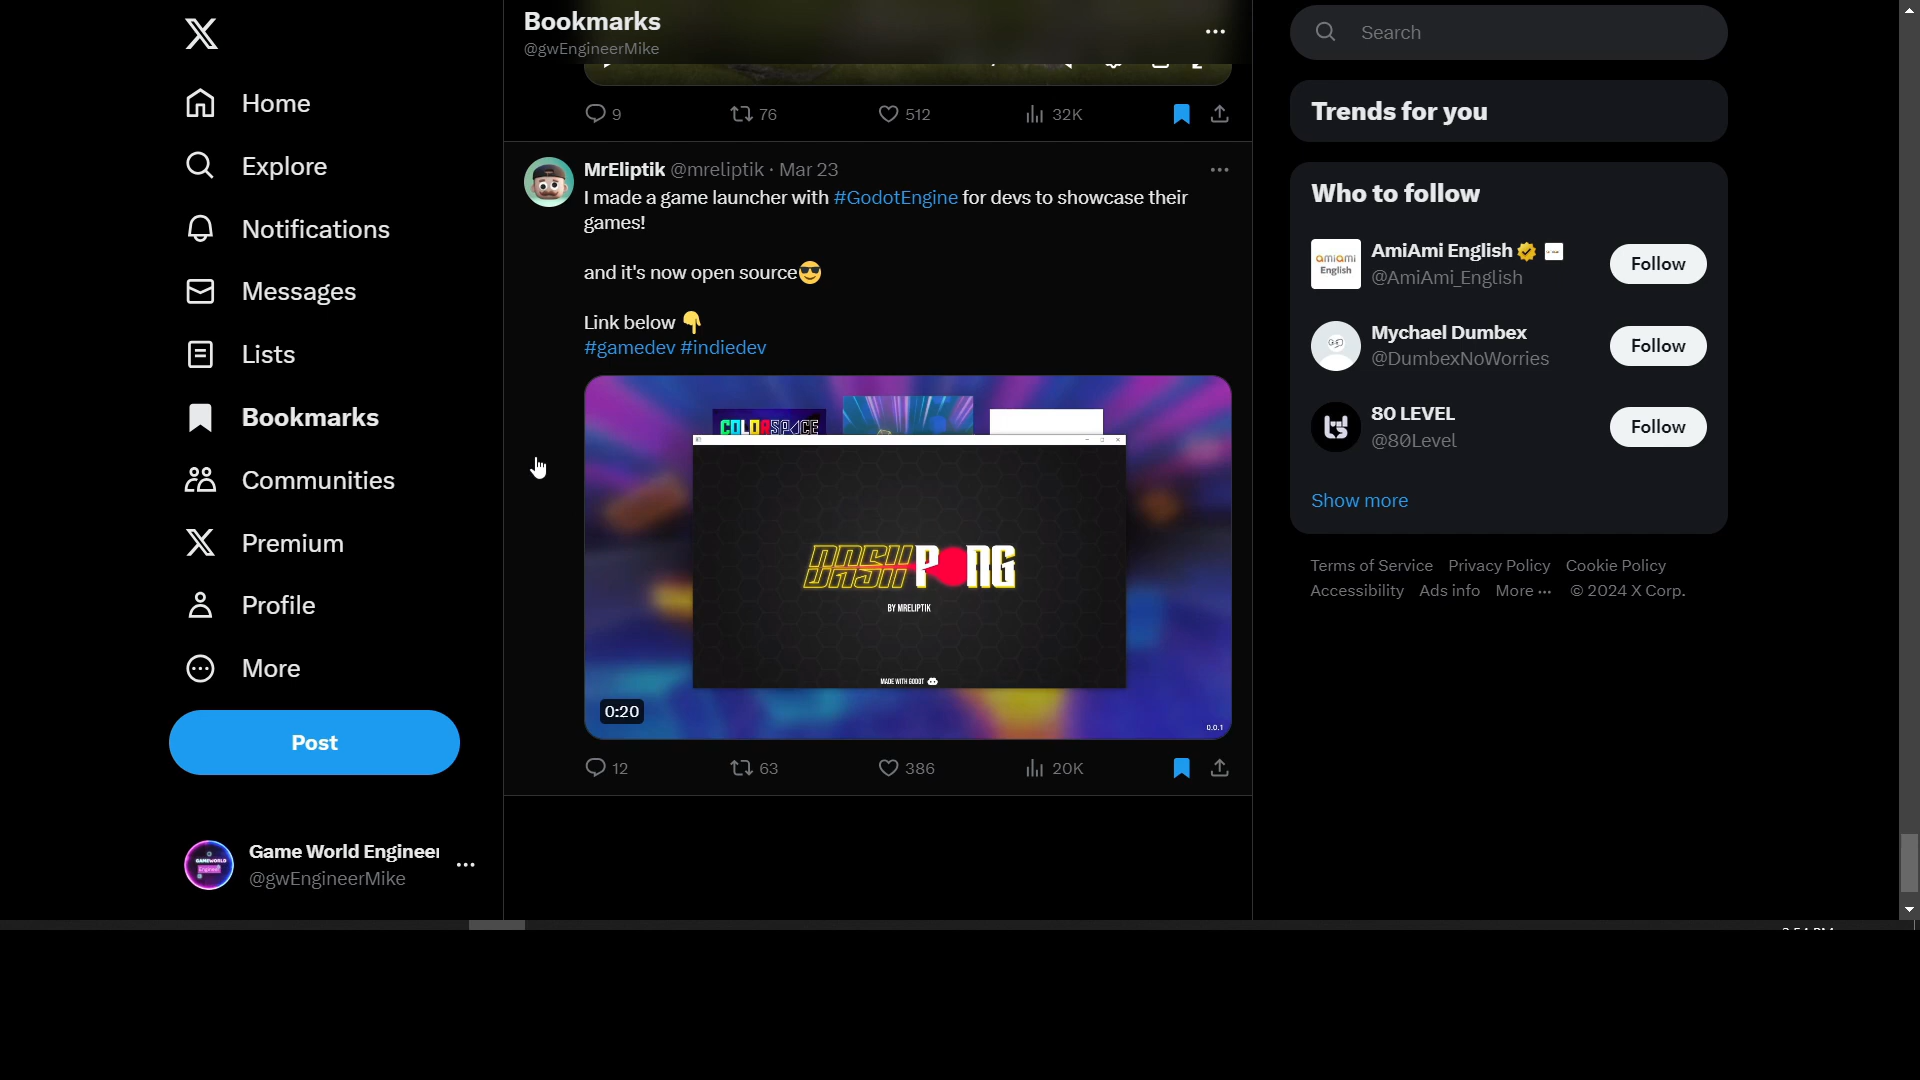 Home
Explore
Notifications
Messages
Lists
Bookmarks
Communities
Premium
Profile
More
Post
Game World Engineer
@gwEngineerMike
Bookmarks
@gwEngineerMike
9
76
512
32K
MrEliptik @mreliptik · Mar 23
I made a game launcher with #GodotEngine for devs to showcase their
games!
and it's now open source😎
Link below 👇
#gamedev #indiedev
COLORSPACE
DASH PONG
BY MRELIPTIK
MADE WITH GODOT
0:20
0.0.1
12
63
386
20K
Search
Trends for you
Who to follow
amiami
English
AmiAmi English
@AmiAmi_English
Follow
Mychael Dumbex
@DumbexNoWorries
Follow
80 LEVEL
@80Level
Follow
Show more
Terms of Service Privacy Policy Cookie Policy
Accessibility Ads info More ··· © 2024 X Corp.